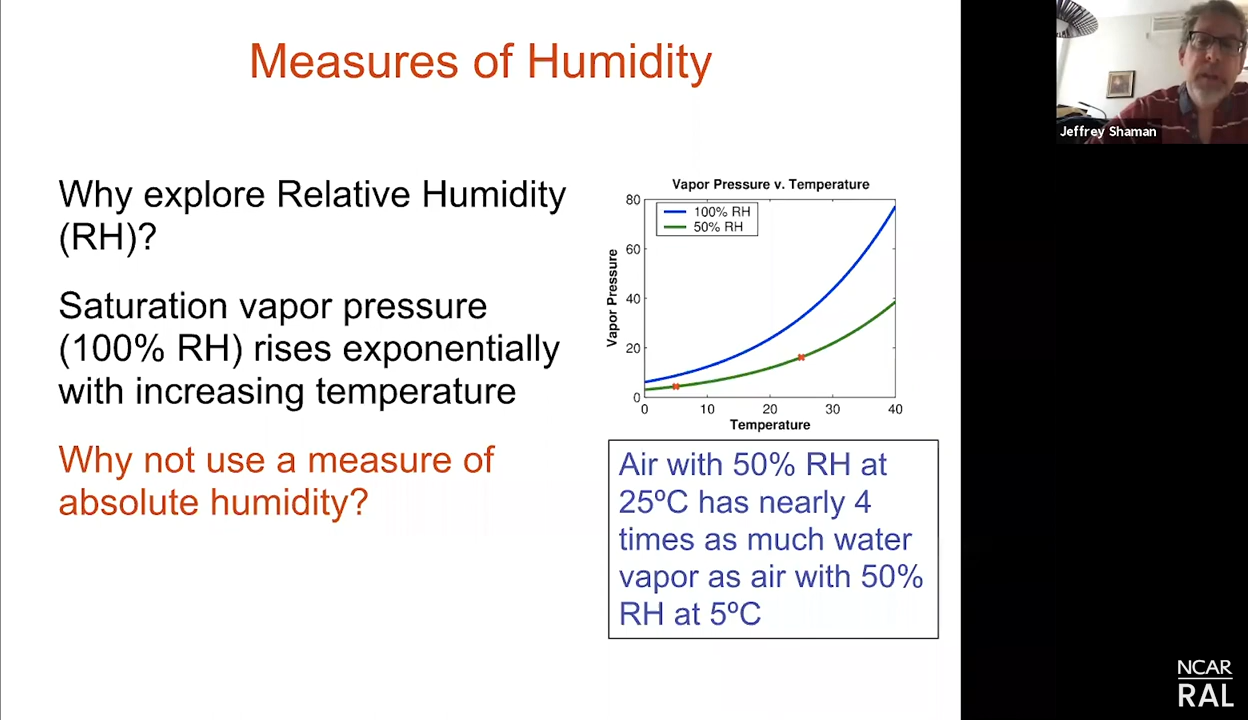 Measures of Humidity
Why explore Relative Humidity
(RH)?
Saturation vapor pressure
(100% RH) rises exponentially
with increasing temperature
Why not use a measure of
absolute humidity?
Vapor Pressure v. Temperature
100% RH
50% RH
Vapor Pressure
80
60
40
20
0
0 10 20 30 40
Temperature
Air with 50% RH at
25ºC has nearly 4
times as much water
vapor as air with 50%
RH at 5ºC
Jeffrey Shaman
NCAR
RAL